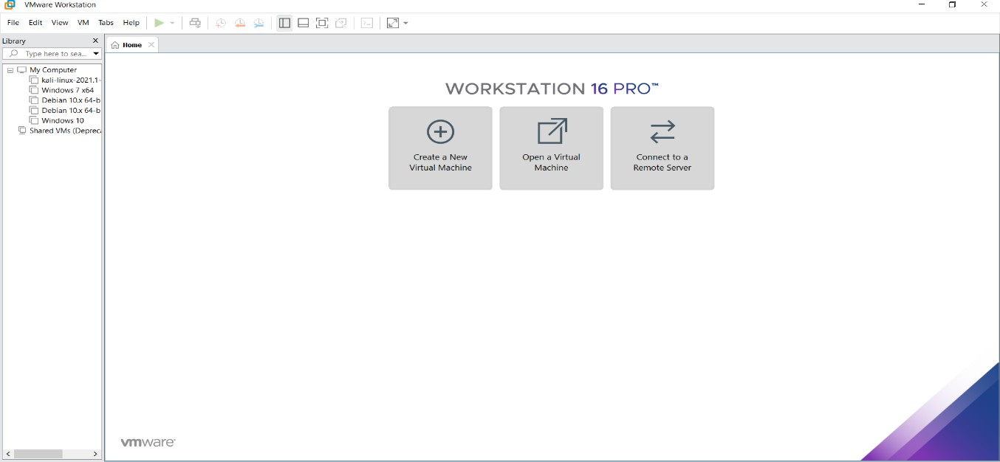 VMware Workstation
File Edit View VM Tabs Help
Library
Type here to sea...
Home
My Computer
kali-linux-2021.1-
Windows 7 x64
Debian 10.x 64-b
Debian 10.x 64-b
Windows 10
Shared VMs (Depreca
WORKSTATION 16 PRO™
Create a New
Virtual Machine
Open a Virtual
Machine
Connect to a
Remote Server
vmware®